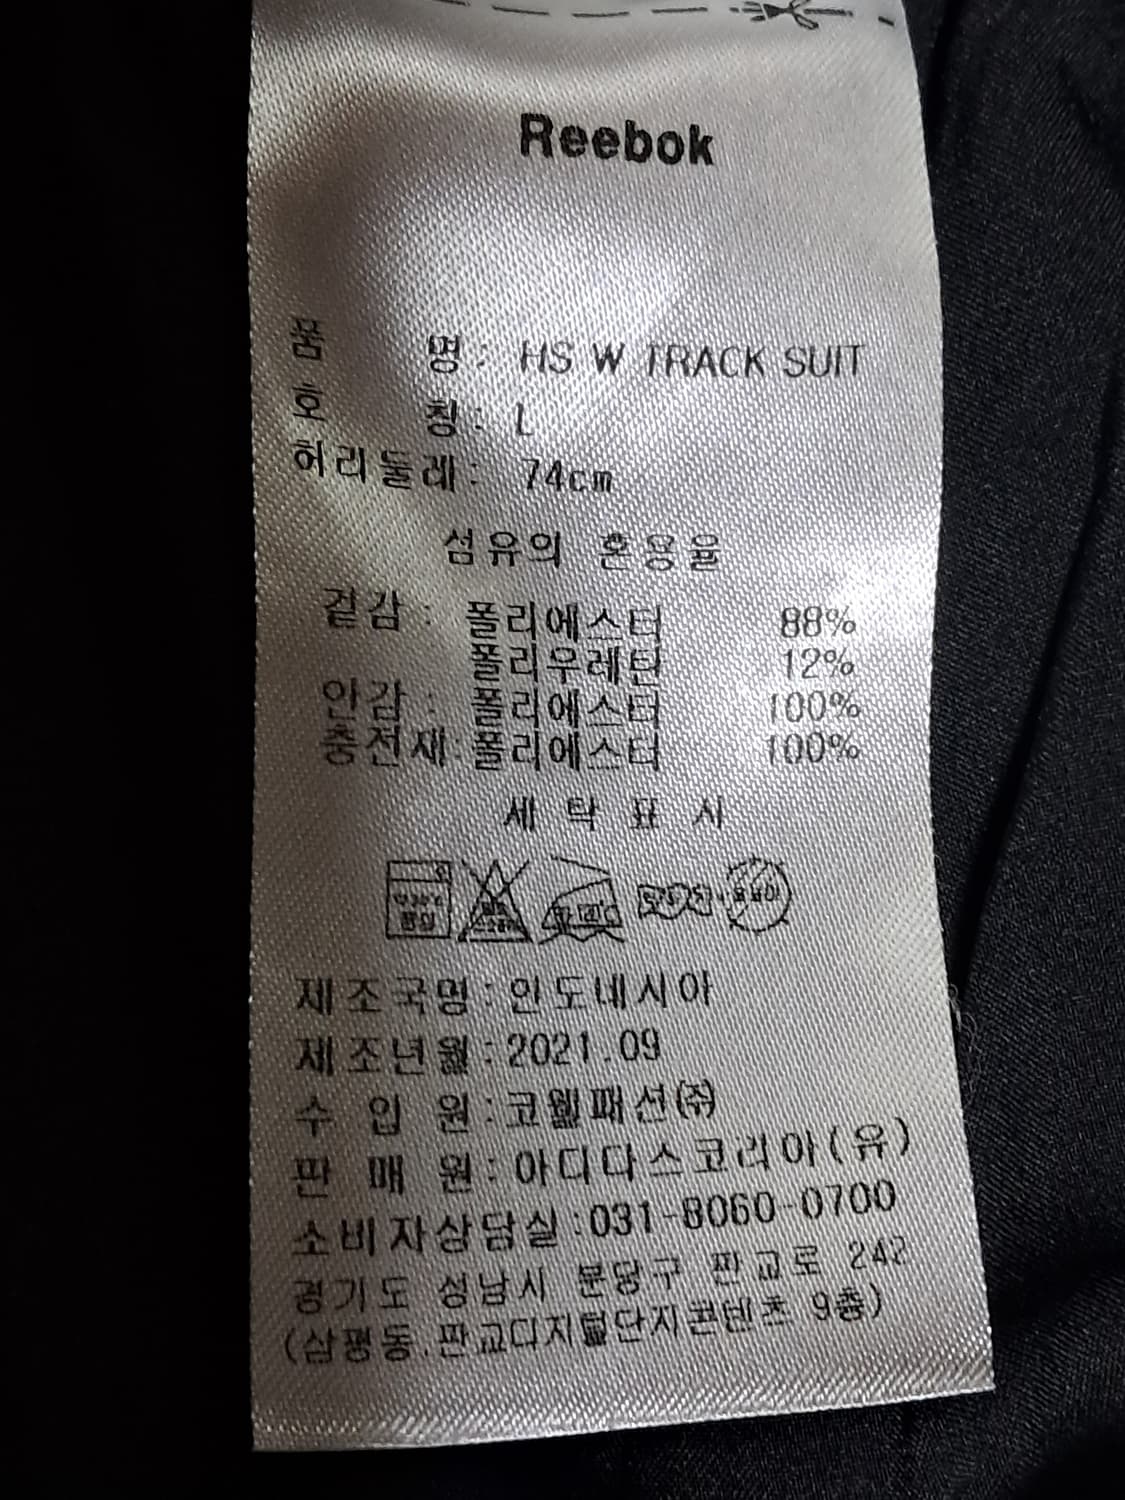 Reebok
품 명: HS W TRACK SUIT
호 칭: L
허리둘레: 74cm
섬유의 혼용율
겉감: 폴리에스터 88%
폴리우레탄 12%
안감: 폴리에스터 100%
충전재:폴리에스터 100%
세 탁 표 시
제조국명:인도네시아
제조년월:2021.09
수 입 원:코웰패션㈜
판 매 원:아디다스코리아(유)
소비자상담실:031-8060-0700
경기도 성남시 분당구 판교로 242
(삼평동,판교디지털단지콘텐츠 9층)